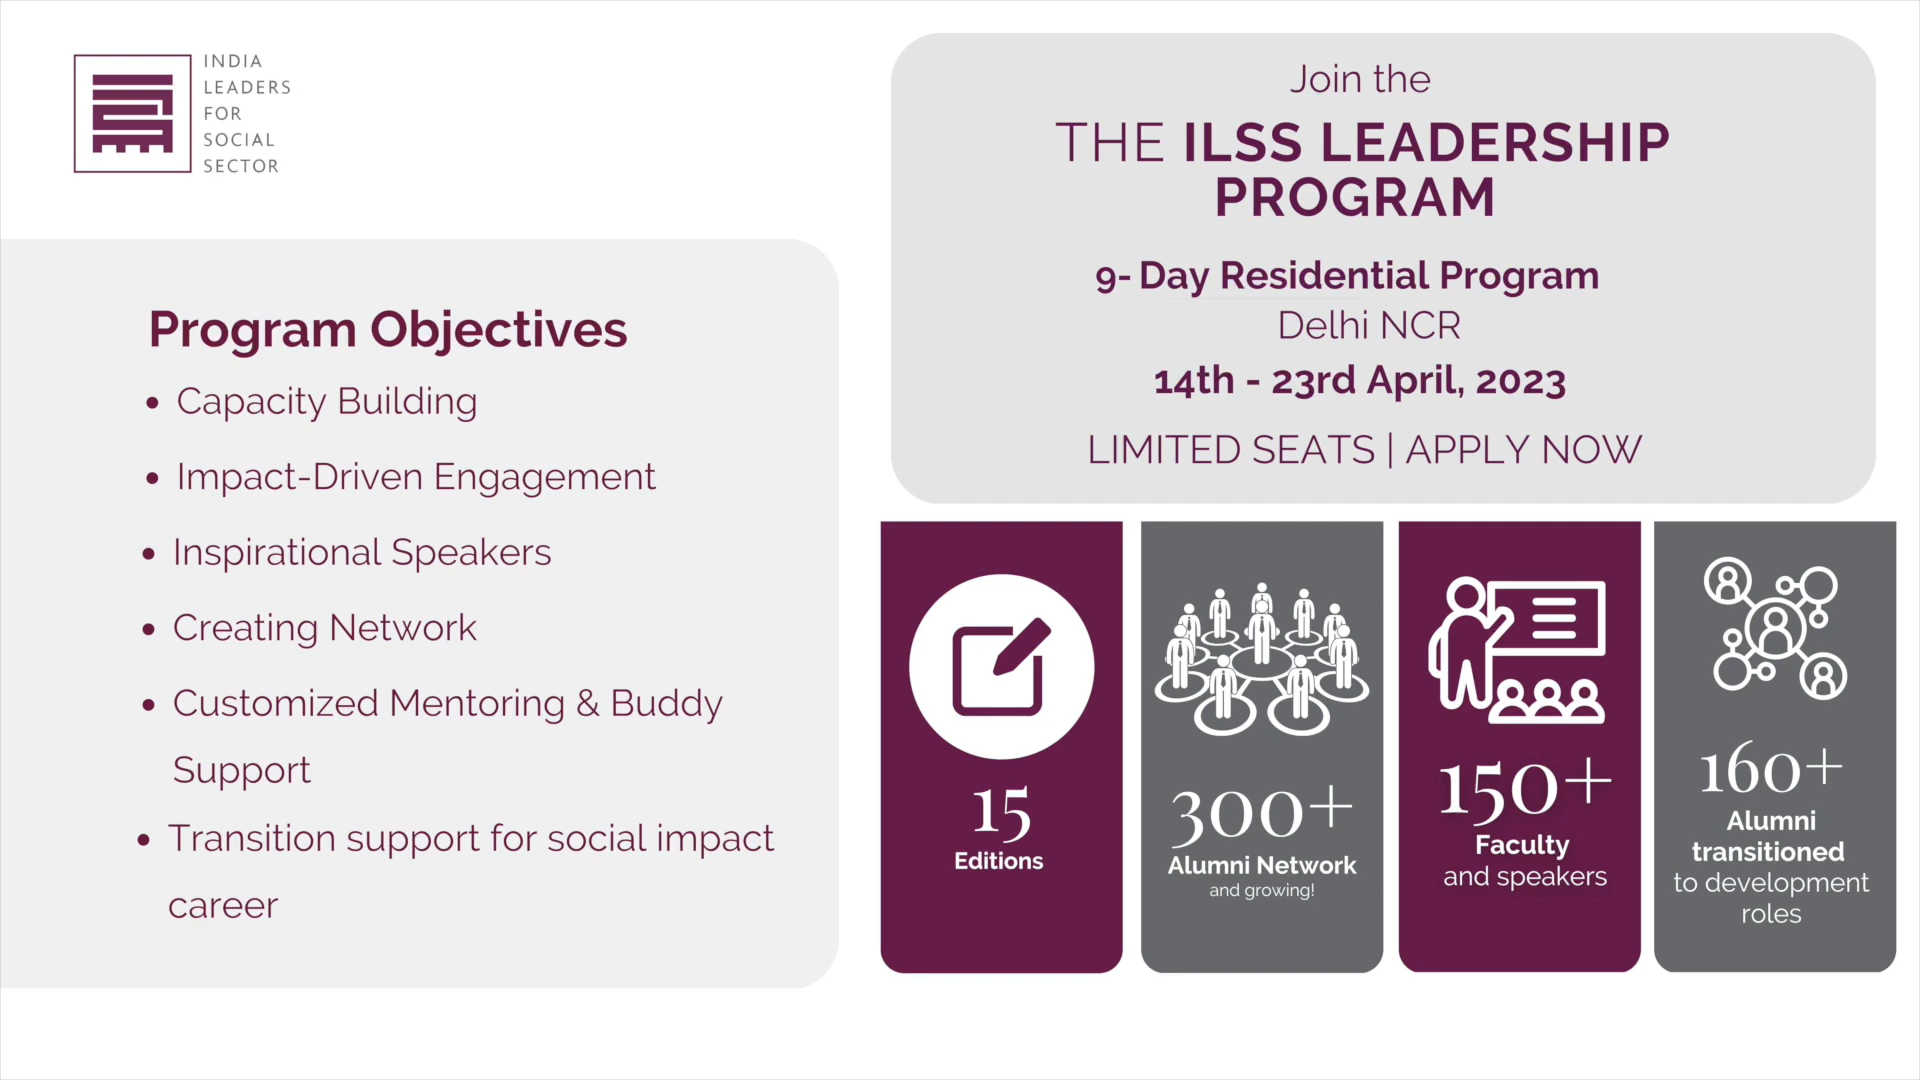 INDIA
LEADERS
FOR
SOCIAL
SECTOR
Program Objectives
• Capacity Building
• Impact-Driven Engagement
• Inspirational Speakers
• Creating Network
• Customized Mentoring & Buddy
Support
• Transition support for social impact
career
Join the
THE ILSS LEADERSHIP
PROGRAM
9- Day Residential Program
Delhi NCR
14th - 23rd April, 2023
LIMITED SEATS | APPLY NOW
15
Editions
300+
Alumni Network
and growing!
150+
Faculty
and speakers
160+
Alumni
transitioned
to development
roles